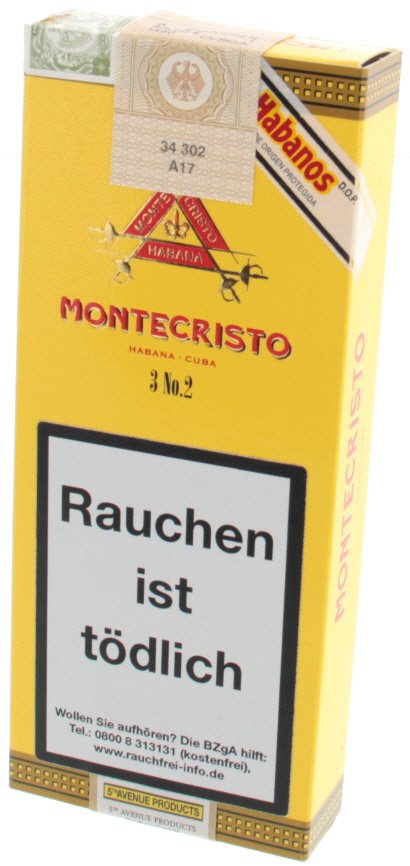 34 302
A17
Habanos
D.O.P.
DE ORIGEN PROTEGIDA
MONTE CRISTO
HABANA
MONTECRISTO
HABANA · CUBA
3 No.2
MONTECRISTO
Rauchen
ist
tödlich
Wollen Sie aufhören? Die BZgA hilft:
Tel.: 0800 8 313131 (kostenfrei),
www.rauchfrei-info.de
5TH AVENUE PRODUCTS
5TH AVENUE PRODUCTS